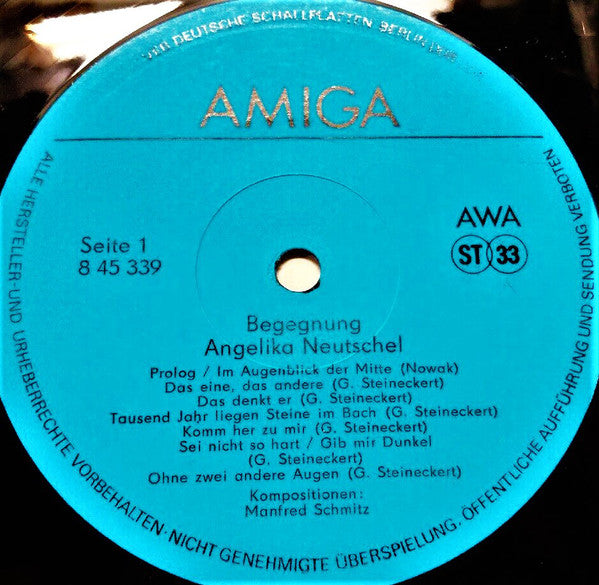 VEB DEUTSCHE SCHALLPLATTEN BERLIN
AMIGA
Seite 1
8 45 339
AWA
ST 33
Begegnung
Angelika Neutschel
Prolog / Im Augenblick der Mitte (Nowak)
Das eine, das andere (G. Steineckert)
Das denkt er (G. Steineckert)
Tausend Jahr liegen Steine im Bach (G. Steineckert)
Komm her zu mir (G. Steineckert)
Sei nicht so hart / Gib mir Dunkel
(G. Steineckert)
Ohne zwei andere Augen (G. Steineckert)
Kompositionen:
Manfred Schmitz
ALLE HERSTELLER-UND URHEBERRECHTE VORBEHALTEN·NICHT GENEHMIGTE ÜBERSPIELUNG, ÖFFENTLICHE AUFFÜHRUNG UND SENDUNG VERBOTEN